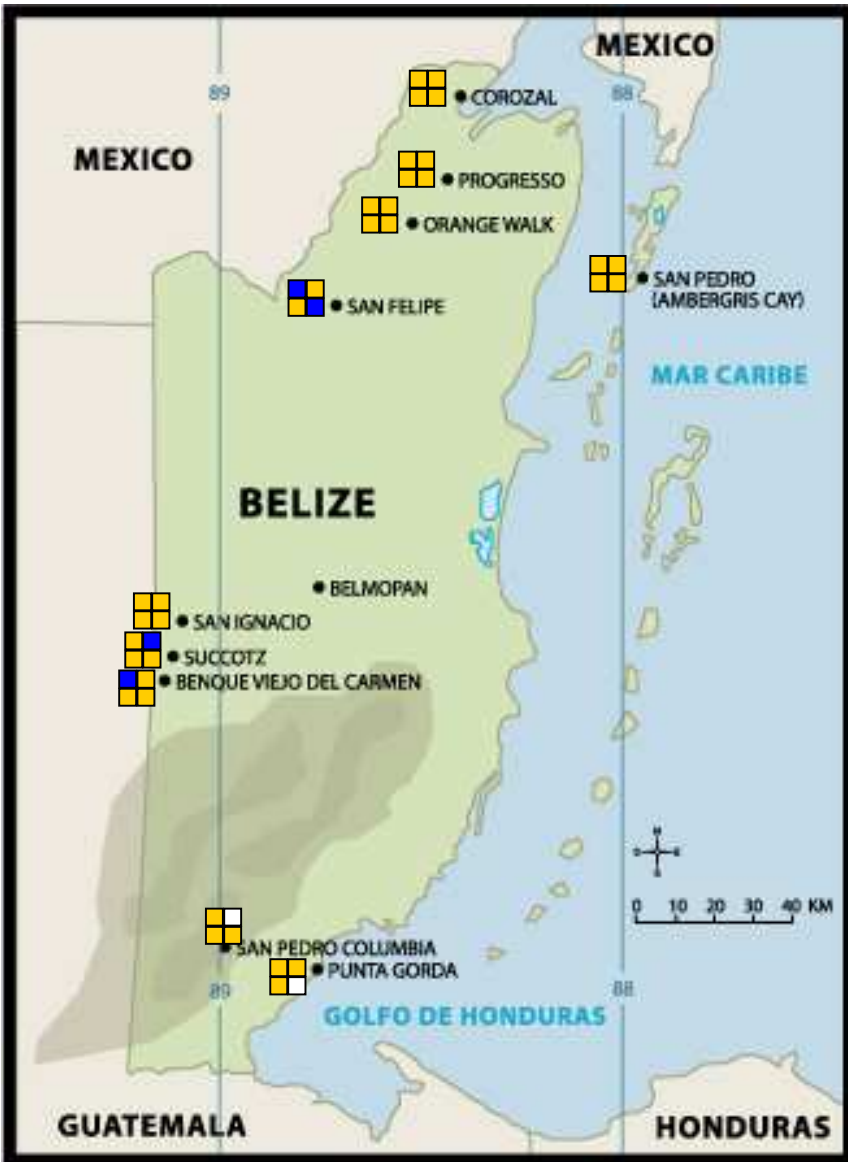 MEXICO
89
88
COROZAL
MEXICO
PROGRESSO
ORANGE WALK
SAN PEDRO
(AMBERGRIS CAY)
SAN FELIPE
MAR CARIBE
BELIZE
BELMOPAN
SAN IGNACIO
SUCCOTZ
BENQUE VIEJO DEL CARMEN
0 10 20 30 40 KM
SAN PEDRO COLUMBIA
PUNTA GORDA
89
88
GOLFO DE HONDURAS
GUATEMALA
HONDURAS